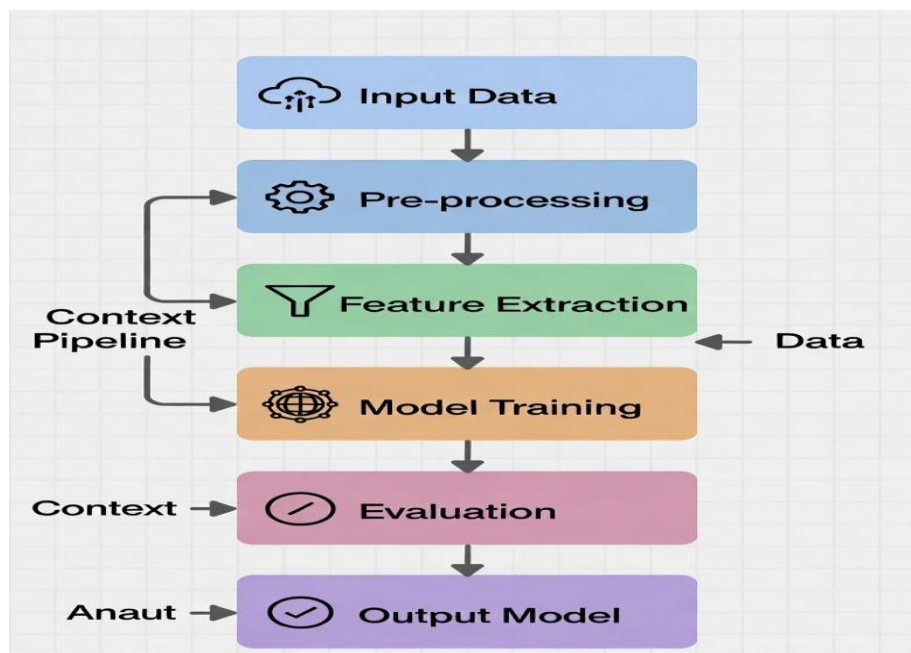 Input Data
Pre-processing
Feature Extraction
Context
Pipeline
Data
Model Training
Context
Evaluation
Anaut
Output Model